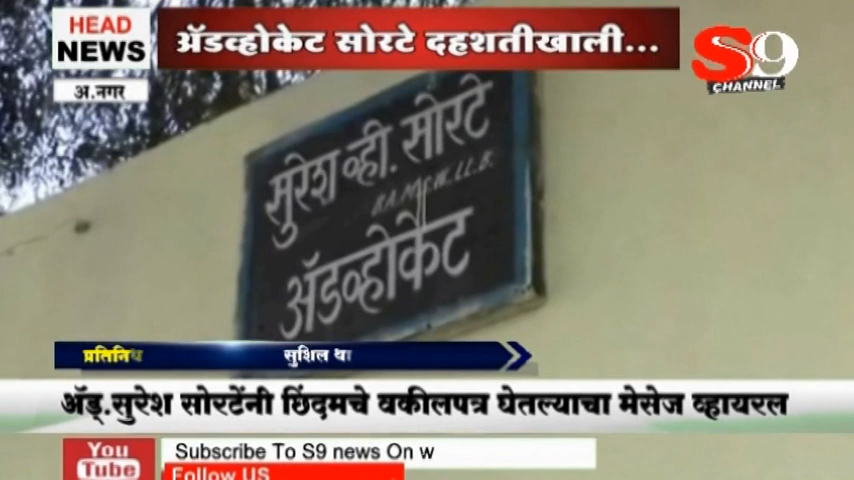 HEAD
NEWS
ॲडव्होकेट सोरटे दहशतीखाली...
S9
CHANNEL
अ.नगर
सुरेश व्ही. सोरटे
ॲडव्होकेट
प्रतिनिध
सुशिल था
ॲड्.सुरेश सोरटेंनी छिंदमचे वकीलपत्र घेतल्याचा मेसेज व्हायरल
You
Tube
Subscribe To S9 news On w
Follow US